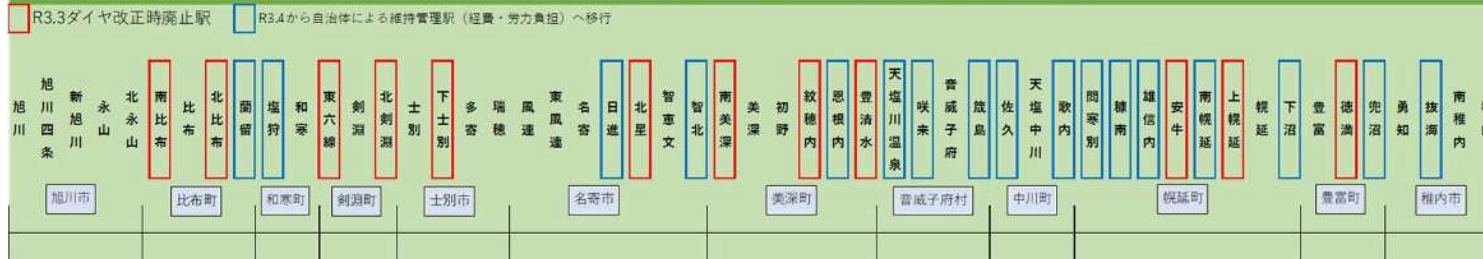 R3.3ダイヤ改正時廃止駅
R3.4から自治体による維持管理駅（経費・労力負担）へ移行
旭川
旭川四条
新旭川
永山
北永山
南比布
比布
北比布
蘭留
塩狩
和寒
東六線
剣淵
北剣淵
士別
下士別
多寄
瑞穂
風連
東風連
名寄
日進
北星
智恵文
智北
南美深
美深
初野
紋穂内
恩根内
豊清水
天塩川温泉
咲来
音威子府
筬島
佐久
天塩中川
歌内
問寒別
糠南
雄信内
安牛
南幌延
上幌延
幌延
下沼
豊富
徳満
兜沼
勇知
抜海
南稚内
旭川市
比布町
和寒町
剣淵町
士別市
名寄市
美深町
音威子府村
中川町
幌延町
豊富町
稚内市